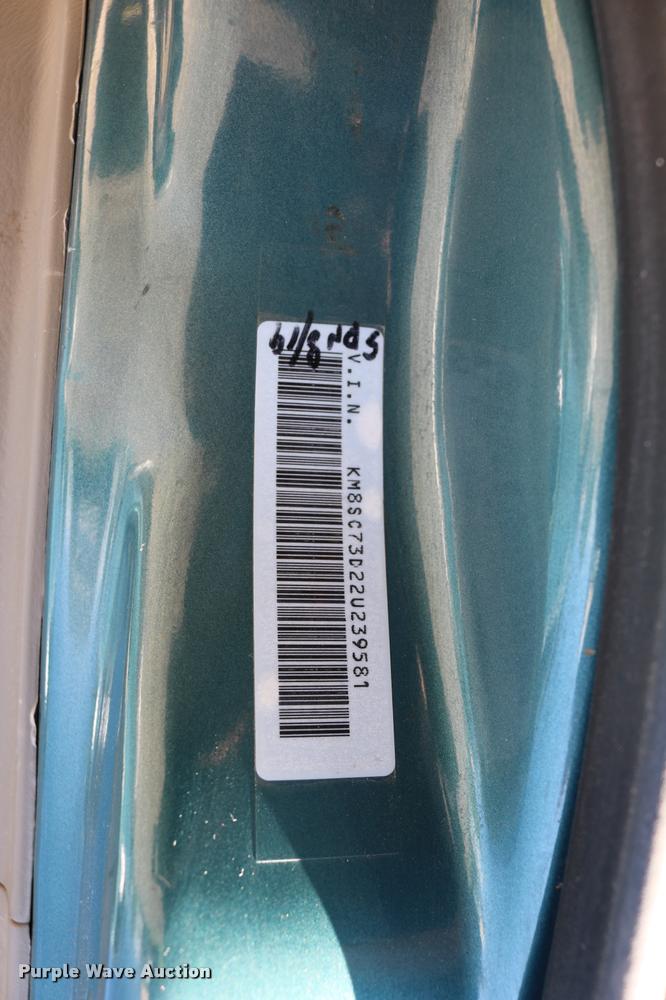 V.I.N. KM8SC73D22U239581
Purple Wave Auction